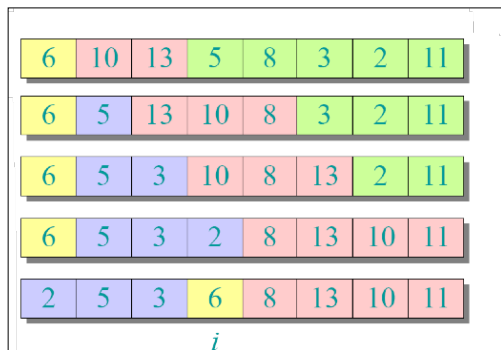 6 10 13 5 8 3 2 11
6 5 13 10 8 3 2 11
6 5 3 10 8 13 2 11
6 5 3 2 8 13 10 11
2 5 3 6 8 13 10 11
i